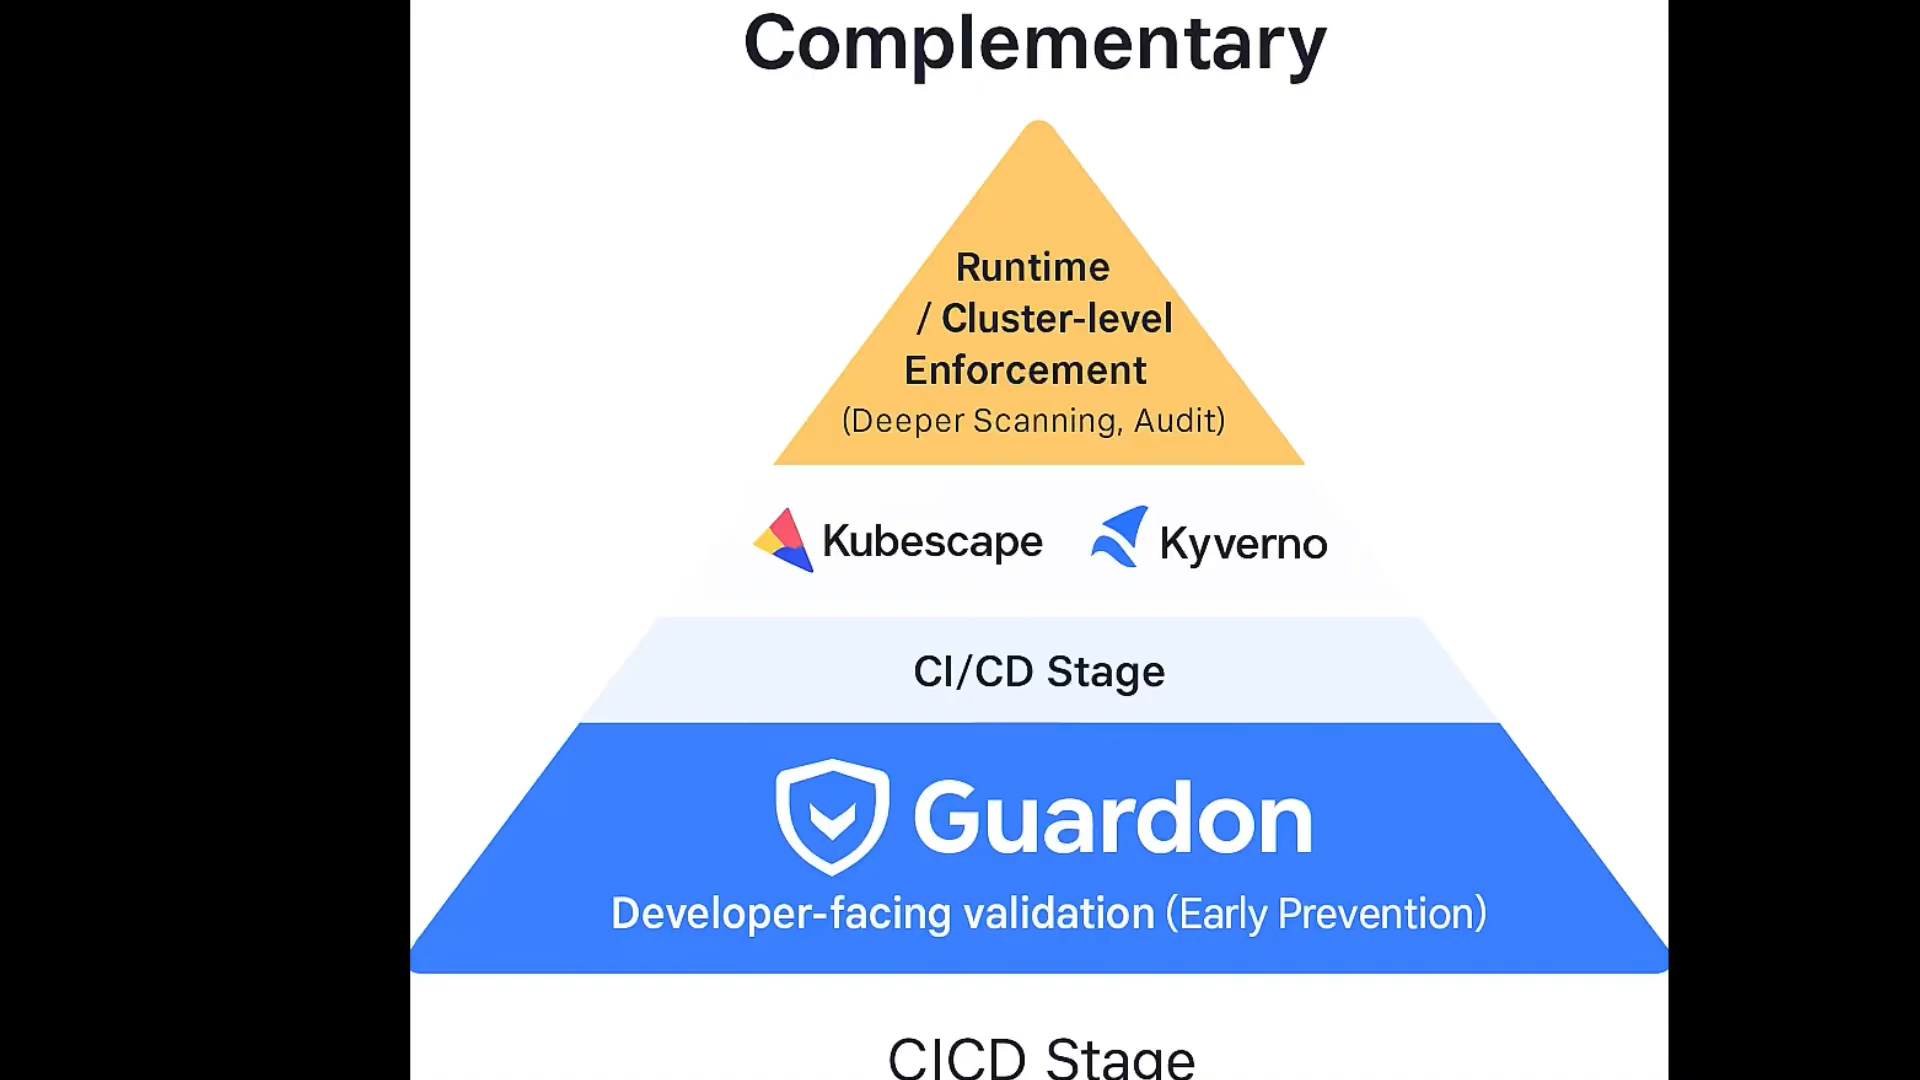 Complementary
Runtime
/ Cluster-level
Enforcement
(Deeper Scanning, Audit)
Kubescape
Kyverno
CI/CD Stage
Guardon
Developer-facing validation (Early Prevention)
CICD Stage